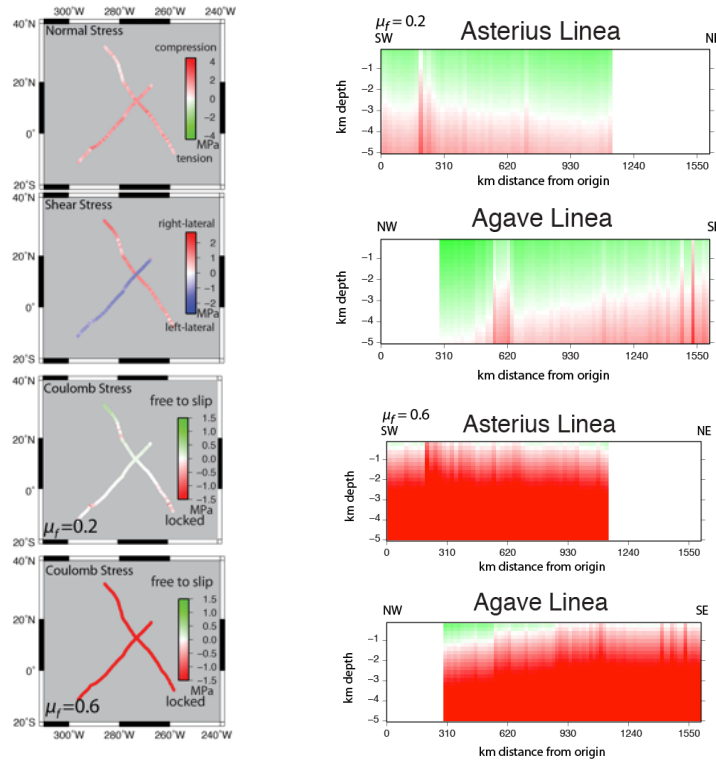 300°W 280°W 260°W 240°W
40°N
Normal Stress
compression
4
2
0
−2
−4
MPa
tension
20°N
0°
20°S
40°N
Shear Stress
right-lateral
2
1
0
−1
−2
MPa
left-lateral
20°N
0°
20°S
40°N
Coulomb Stress
free to slip
1.5
1.0
0.5
0.0
−0.5
−1.0
−1.5
MPa
locked
20°N
0°
20°S
μf=0.2
40°N
Coulomb Stress
free to slip
1.5
1.0
0.5
0.0
−0.5
−1.0
−1.5
MPa
locked
20°N
0°
20°S
μf=0.6
300°W 280°W 260°W 240°W
μf=0.2
SW Asterius Linea NE
km depth
−1
−2
−3
−4
−5
0 310 620 930 1240 1550
km distance from origin
NW Agave Linea SE
km depth
−1
−2
−3
−4
−5
0 310 620 930 1240 1550
km distance from origin
μf=0.6
SW Asterius Linea NE
km depth
−1
−2
−3
−4
−5
0 310 620 930 1240 1550
km distance from origin
NW Agave Linea SE
km depth
−1
−2
−3
−4
−5
0 310 620 930 1240 1550
km distance from origin